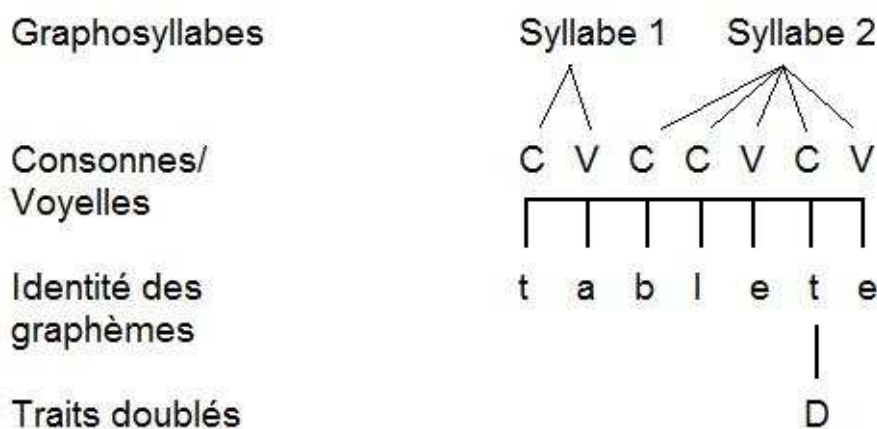 Graphosyllabes Syllabe 1 Syllabe 2
Consonnes/
Voyelles
C V C C V C V
Identité des
graphèmes
t a b l e t e
Traits doublés D